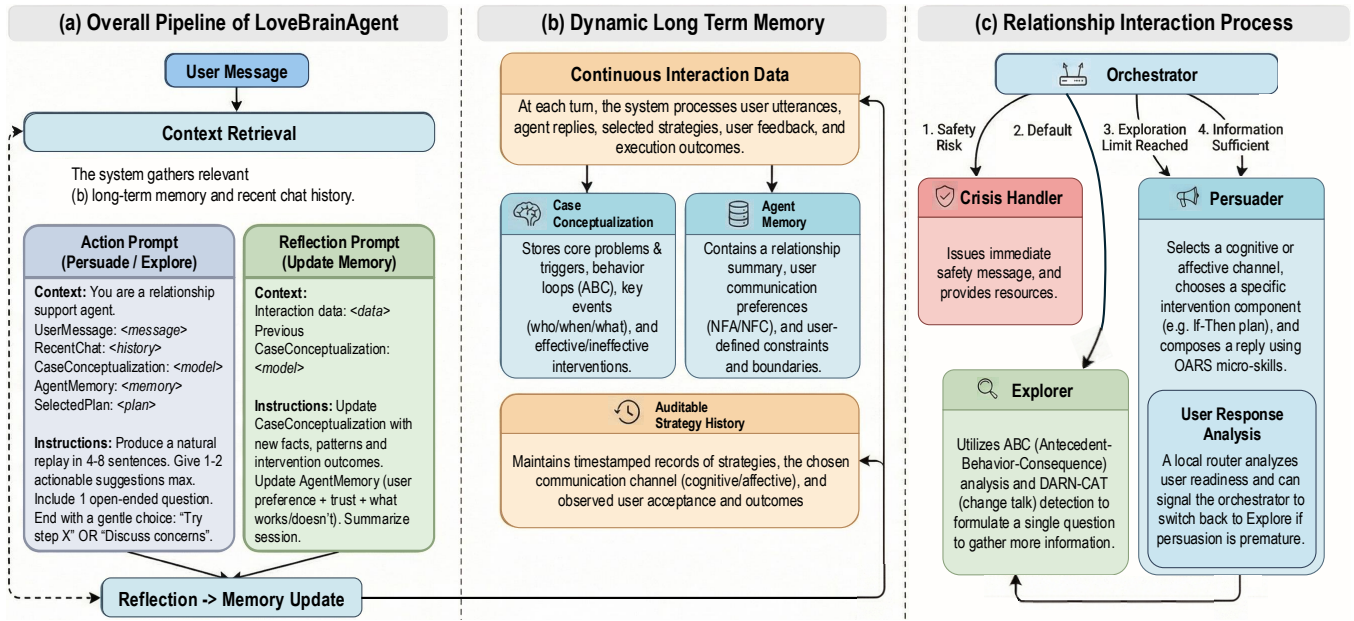 (a) Overall Pipeline of LoveBrainAgent
User Message
Context Retrieval
The system gathers relevant
(b) long-term memory and recent chat history.
Action Prompt
(Persuade / Explore)
Context: You are a relationship
support agent.
UserMessage: <message>
RecentChat: <history>
CaseConceptualization: <model>
AgentMemory: <memory>
SelectedPlan: <plan>
Instructions: Produce a natural
replay in 4-8 sentences. Give 1-2
actionable suggestions max.
Include 1 open-ended question.
End with a gentle choice: “Try
step X” OR “Discuss concerns”.
Reflection Prompt
(Update Memory)
Context:
Interaction data: <data>
Previous
CaseConceptualization:
<model>
Instructions: Update
CaseConceptualization with
new facts, patterns and
intervention outcomes.
Update AgentMemory (user
preference + trust + what
works/doesn’t). Summarize
session.
Reflection -> Memory Update
(b) Dynamic Long Term Memory
Continuous Interaction Data
At each turn, the system processes user utterances,
agent replies, selected strategies, user feedback, and
execution outcomes.
Case
Conceptualization
Stores core problems &
triggers, behavior
loops (ABC), key
events
(who/when/what), and
effective/ineffective
interventions.
Agent
Memory
Contains a relationship
summary, user
communication
preferences
(NFA/NFC), and user-
defined constraints
and boundaries.
Auditable
Strategy History
Maintains timestamped records of strategies, the chosen
communication channel (cognitive/affective), and
observed user acceptance and outcomes
(c) Relationship Interaction Process
Orchestrator
1. Safety
Risk
2. Default
3. Exploration
Limit Reached
4. Information
Sufficient
Crisis Handler
Issues immediate
safety message, and
provides resources.
Explorer
Utilizes ABC (Antecedent-
Behavior-Consequence)
analysis and DARN-CAT
(change talk) detection to
formulate a single question
to gather more information.
Persuader
Selects a cognitive or
affective channel,
chooses a specific
intervention component
(e.g. If-Then plan), and
composes a reply using
OARS micro-skills.
User Response
Analysis
A local router analyzes
user readiness and can
signal the orchestrator to
switch back to Explore if
persuasion is premature.